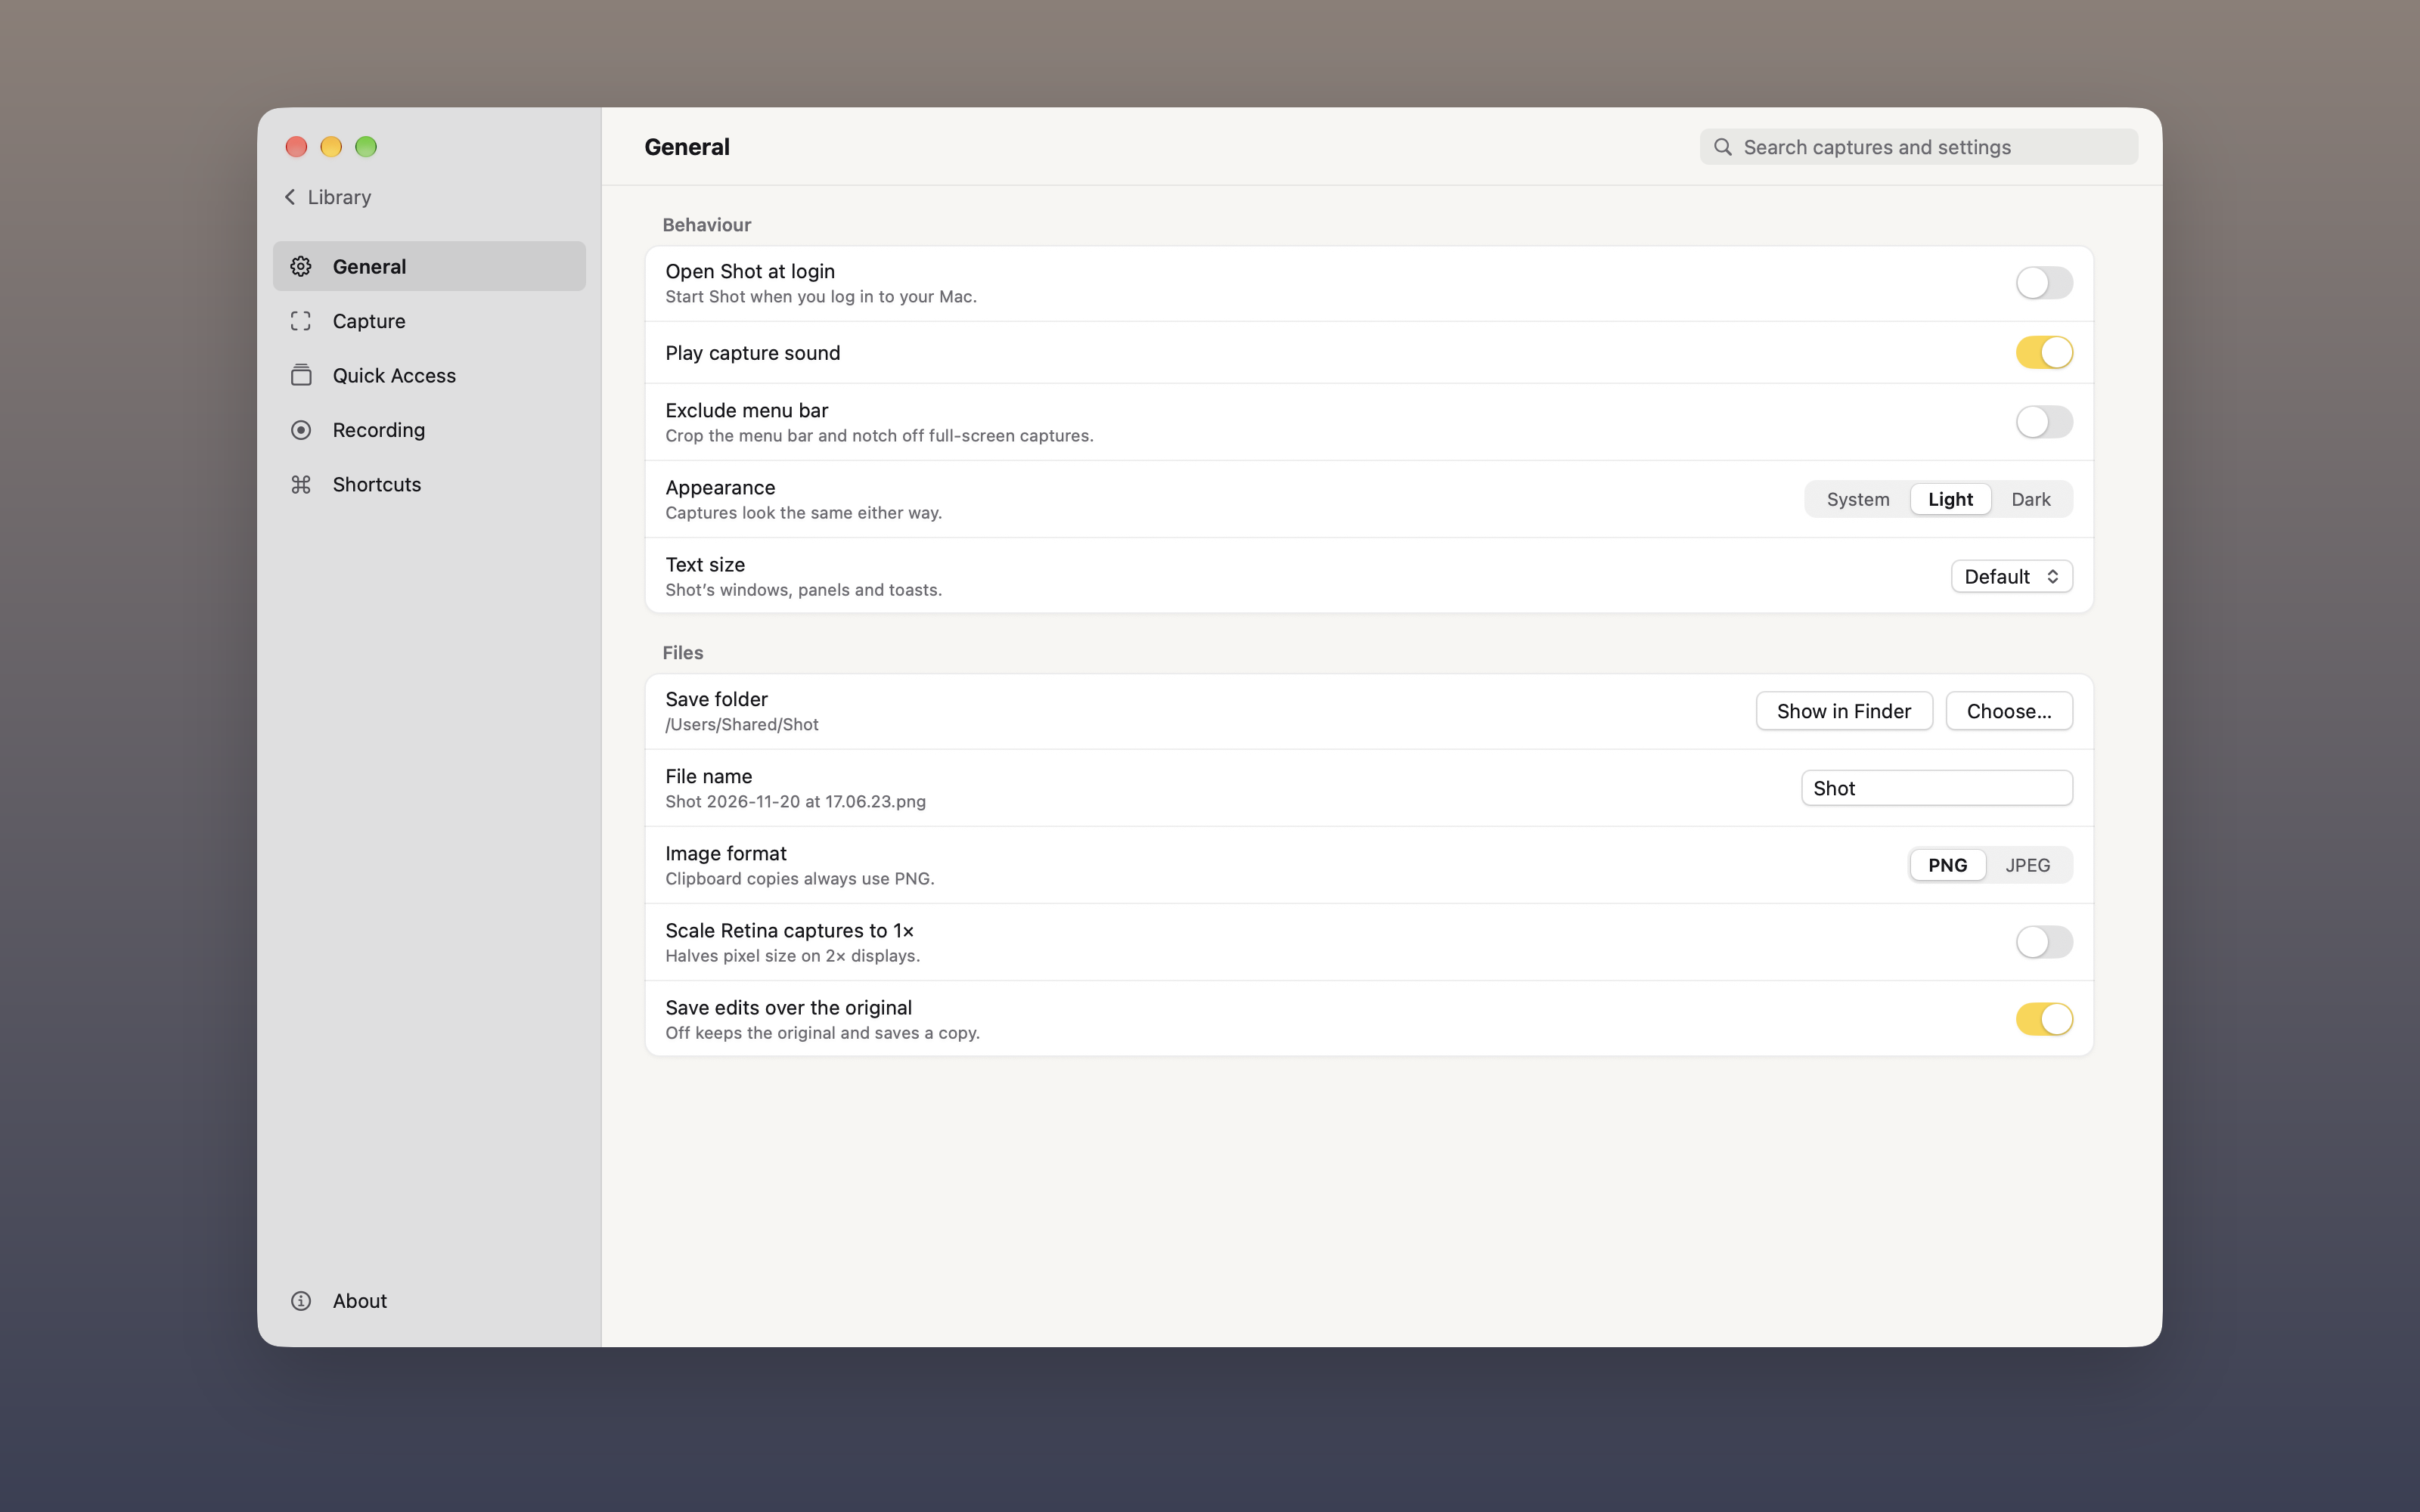 Library
General
Capture
Quick Access
Recording
Shortcuts
About
General
Search captures and settings
Behaviour
Open Shot at login
Start Shot when you log in to your Mac.
Play capture sound
Exclude menu bar
Crop the menu bar and notch off full-screen captures.
Appearance
Captures look the same either way.
System Light Dark
Text size
Shot’s windows, panels and toasts.
Default
Files
Save folder
/Users/Shared/Shot
Show in Finder Choose...
File name
Shot 2026-11-20 at 17.06.23.png
Shot
Image format
Clipboard copies always use PNG.
PNG JPEG
Scale Retina captures to 1×
Halves pixel size on 2× displays.
Save edits over the original
Off keeps the original and saves a copy.